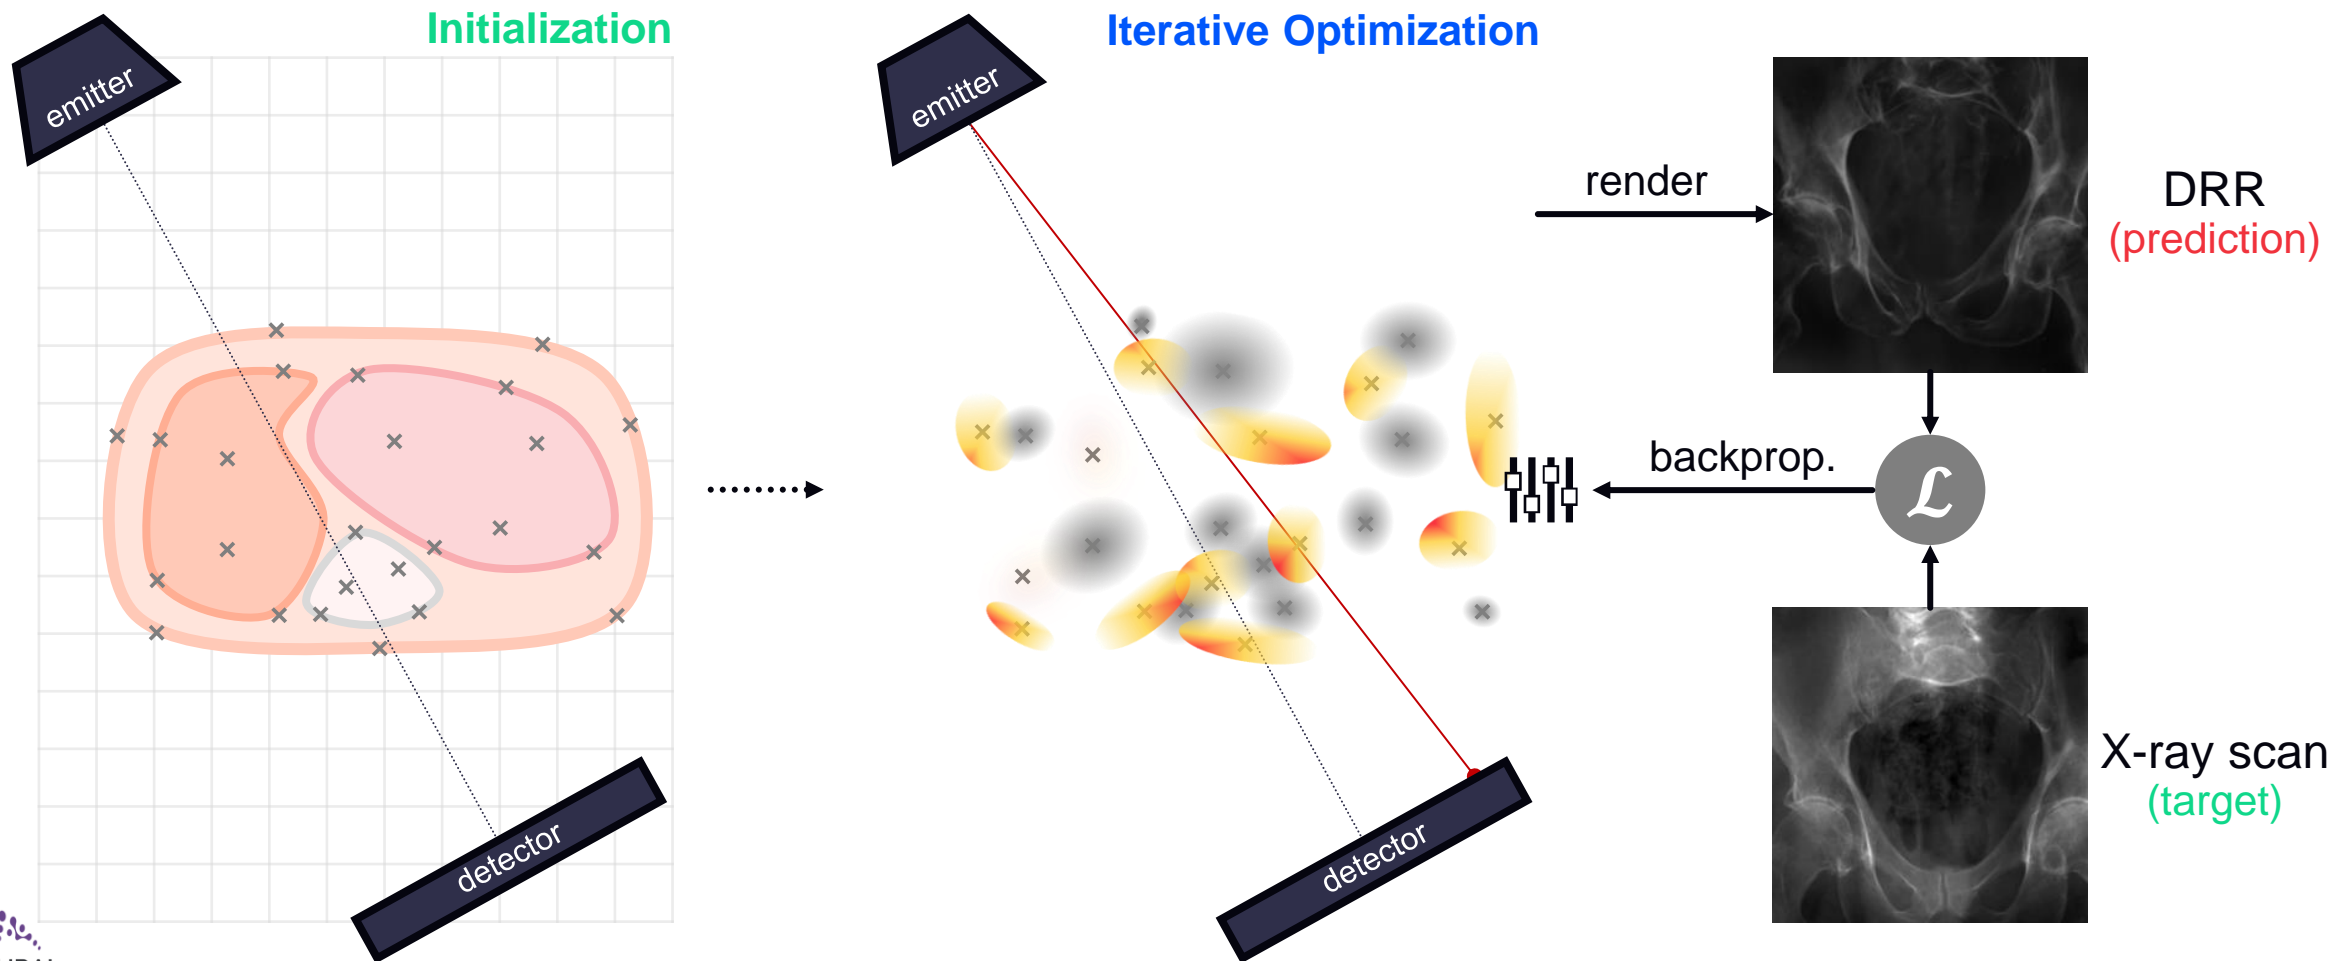 Initialization
Iterative Optimization
emitter
emitter
render
DRR
(prediction)
backprop.
ℒ
X-ray scan
(target)
detector
detector